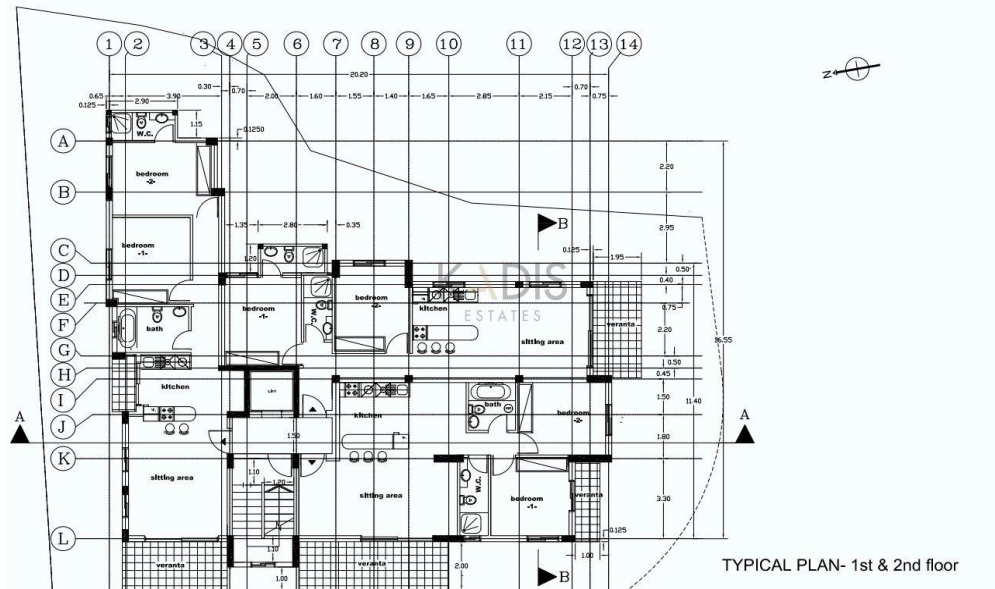 1 2 3 4 5 6 7 8 9 10 11 12 13 14
20.20
0.30
0.70
0.65 3.90 2.00 1.60 1.55 1.40 1.65 2.85 2.15 0.75
0.70
0.125 2.90
N
1.15
W.C.
0.1250
A
2.20
bedroom
-2-
B
1.35 2.80 0.35
B
2.95
bedroom
-1-
C
1.20
0.125
1.95
0.50
D
0.40
KADIS
ESTATES
E
bedroom
-2-
kitchen
0.75
F
bedroom
-1-
W.C.
veranta
bath
2.20
16.55
sitting area
G
0.50
H
0.45
kitchen
LIFT
kitchen
I
1.50
11.40
bath
bedroom
-2-
A
J
A
1.50
1.80
K
1.10
1.20
sitting area
sitting area
W.C.
bedroom
-1-
veranta
3.30
0.125
L
1.10
1.00
veranta
veranta
1.00
2.00
B
TYPICAL PLAN- 1st & 2nd floor